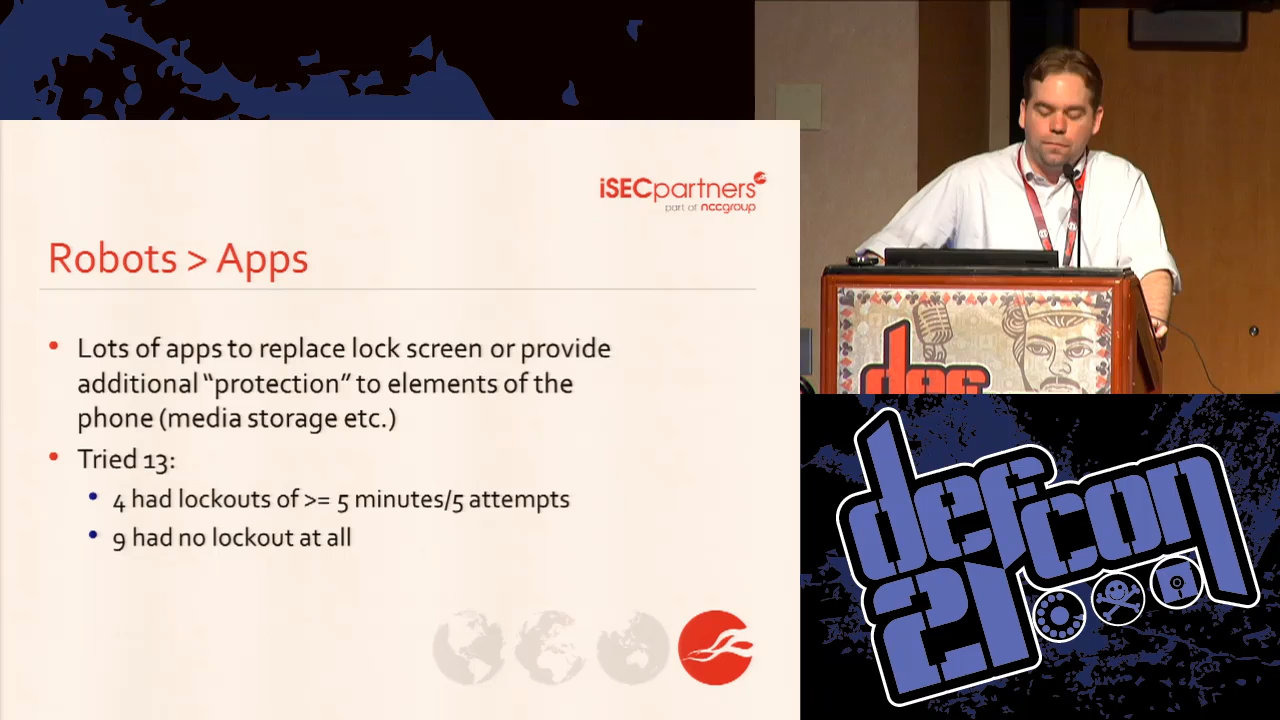 iSECpartners
part of nccgroup
Robots > Apps
Lots of apps to replace lock screen or provide
additional “protection” to elements of the
phone (media storage etc.)
Tried 13:
4 had lockouts of >= 5 minutes/5 attempts
9 had no lockout at all
def
defcon
21